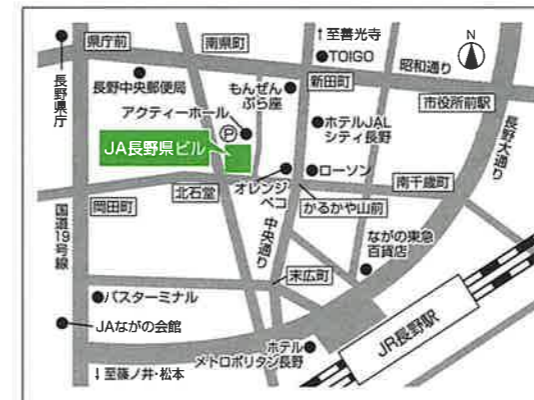 ↑至善光寺
N
県庁前
南県町
TOIGO
昭和通り
長野県庁
長野中央郵便局
もんぜん
ぷら座
新田町
市役所前駅
アクティーホール
P
ホテルJAL
シティ長野
長野大通り
JA長野県ビル
オレンジ
ペコ
ローソン
北石堂
南千歳町
岡田町
かるかや山前
国道19号線
中央通り
ながの東急
百貨店
末広町
バスターミナル
JAながの会館
JR長野駅
ホテル
メトロポリタン長野
↓至篠ノ井・松本